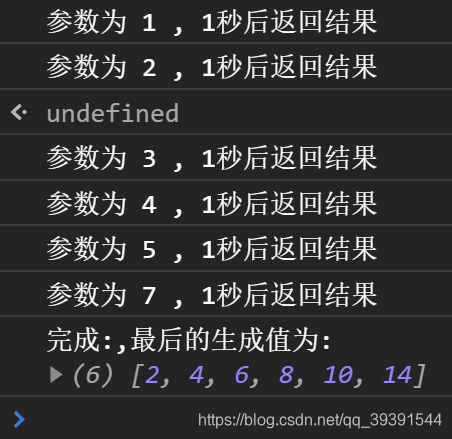 参数为 1 , 1秒后返回结果
参数为 2 , 1秒后返回结果
undefined
参数为 3 , 1秒后返回结果
参数为 4 , 1秒后返回结果
参数为 5 , 1秒后返回结果
参数为 7 , 1秒后返回结果
完成:,最后的生成值为:
(6) [2, 4, 6, 8, 10, 14]
https://blog.csdn.net/qq_39391544